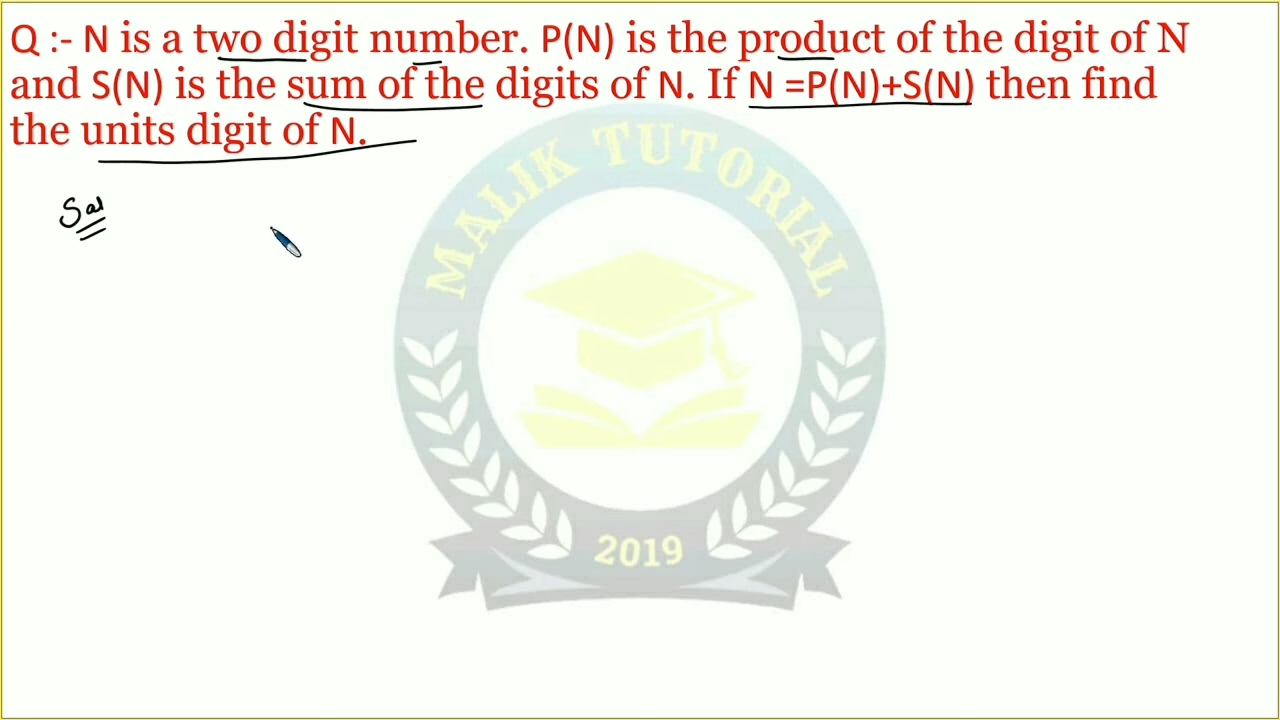 Q :- N is a two digit number. P(N) is the product of the digit of N
and S(N) is the sum of the digits of N. If N =P(N)+S(N) then find
the units digit of N.
Sol
MALIK TUTORIAL
2019